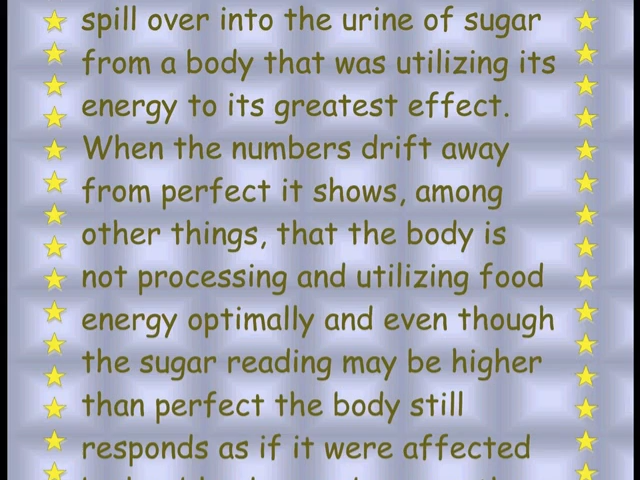 spill over into the urine of sugar
from a body that was utilizing its
energy to its greatest effect.
When the numbers drift away
from perfect it shows, among
other things, that the body is
not processing and utilizing food
energy optimally and even though
the sugar reading may be higher
than perfect the body still
responds as if it were affected